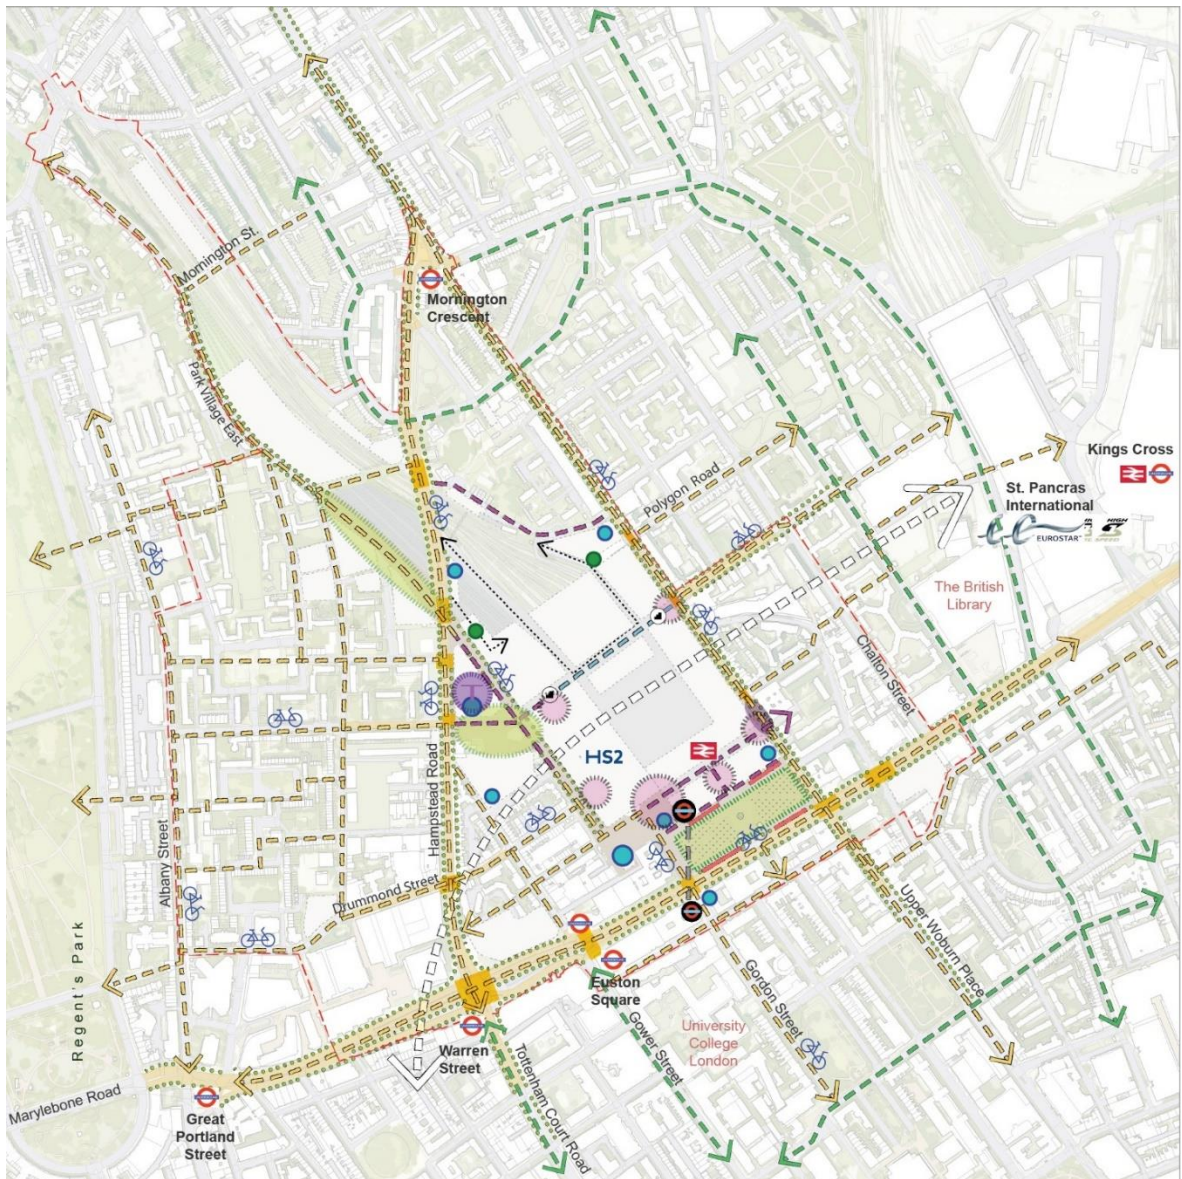 Mornington St.
Mornington
Crescent
Park Village East
Kings Cross
Polygon Road
St. Pancras
International
EUROSTAR
HIGH
The British
Library
Chalton Street
HS2
Hampstead Road
Albany Street
Drummond Street
Regent's Park
Euston
Square
Upper Woburn Place
Gordon Street
University
College
London
Gower Street
Warren
Street
Tottenham Court Road
Marylebone Road
Great
Portland
Street